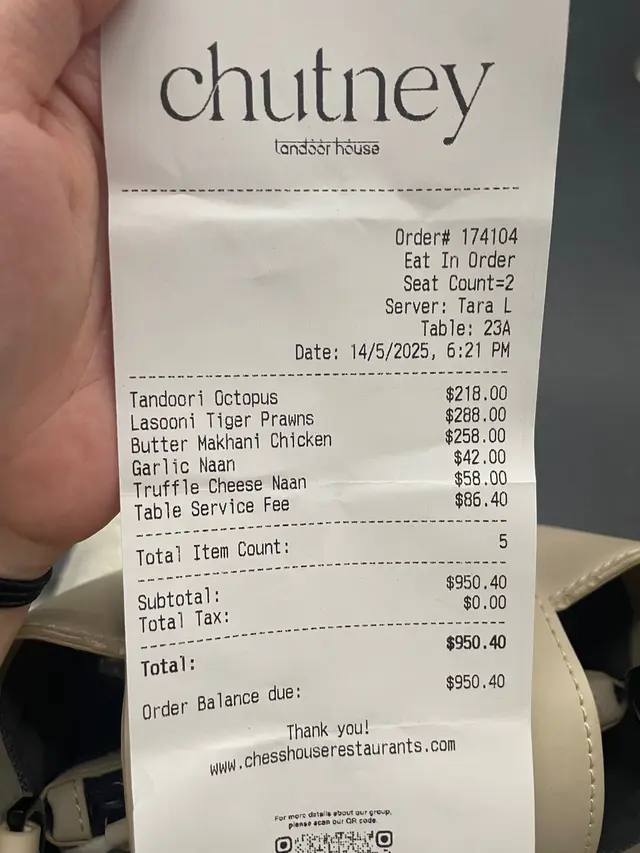 chutney
tandoor house
Order# 174104
Eat In Order
Seat Count=2
Server: Tara L
Table: 23A
Date: 14/5/2025, 6:21 PM
Tandoori Octopus $218.00
Lasooni Tiger Prawns $288.00
Butter Makhani Chicken $258.00
Garlic Naan $42.00
Truffle Cheese Naan $58.00
Table Service Fee $86.40
Total Item Count: 5
Subtotal: $950.40
Total Tax: $0.00
Total: $950.40
Order Balance due: $950.40
Thank you!
www.chesshouserestaurants.com
For more details about our group,
please scan our QR code.